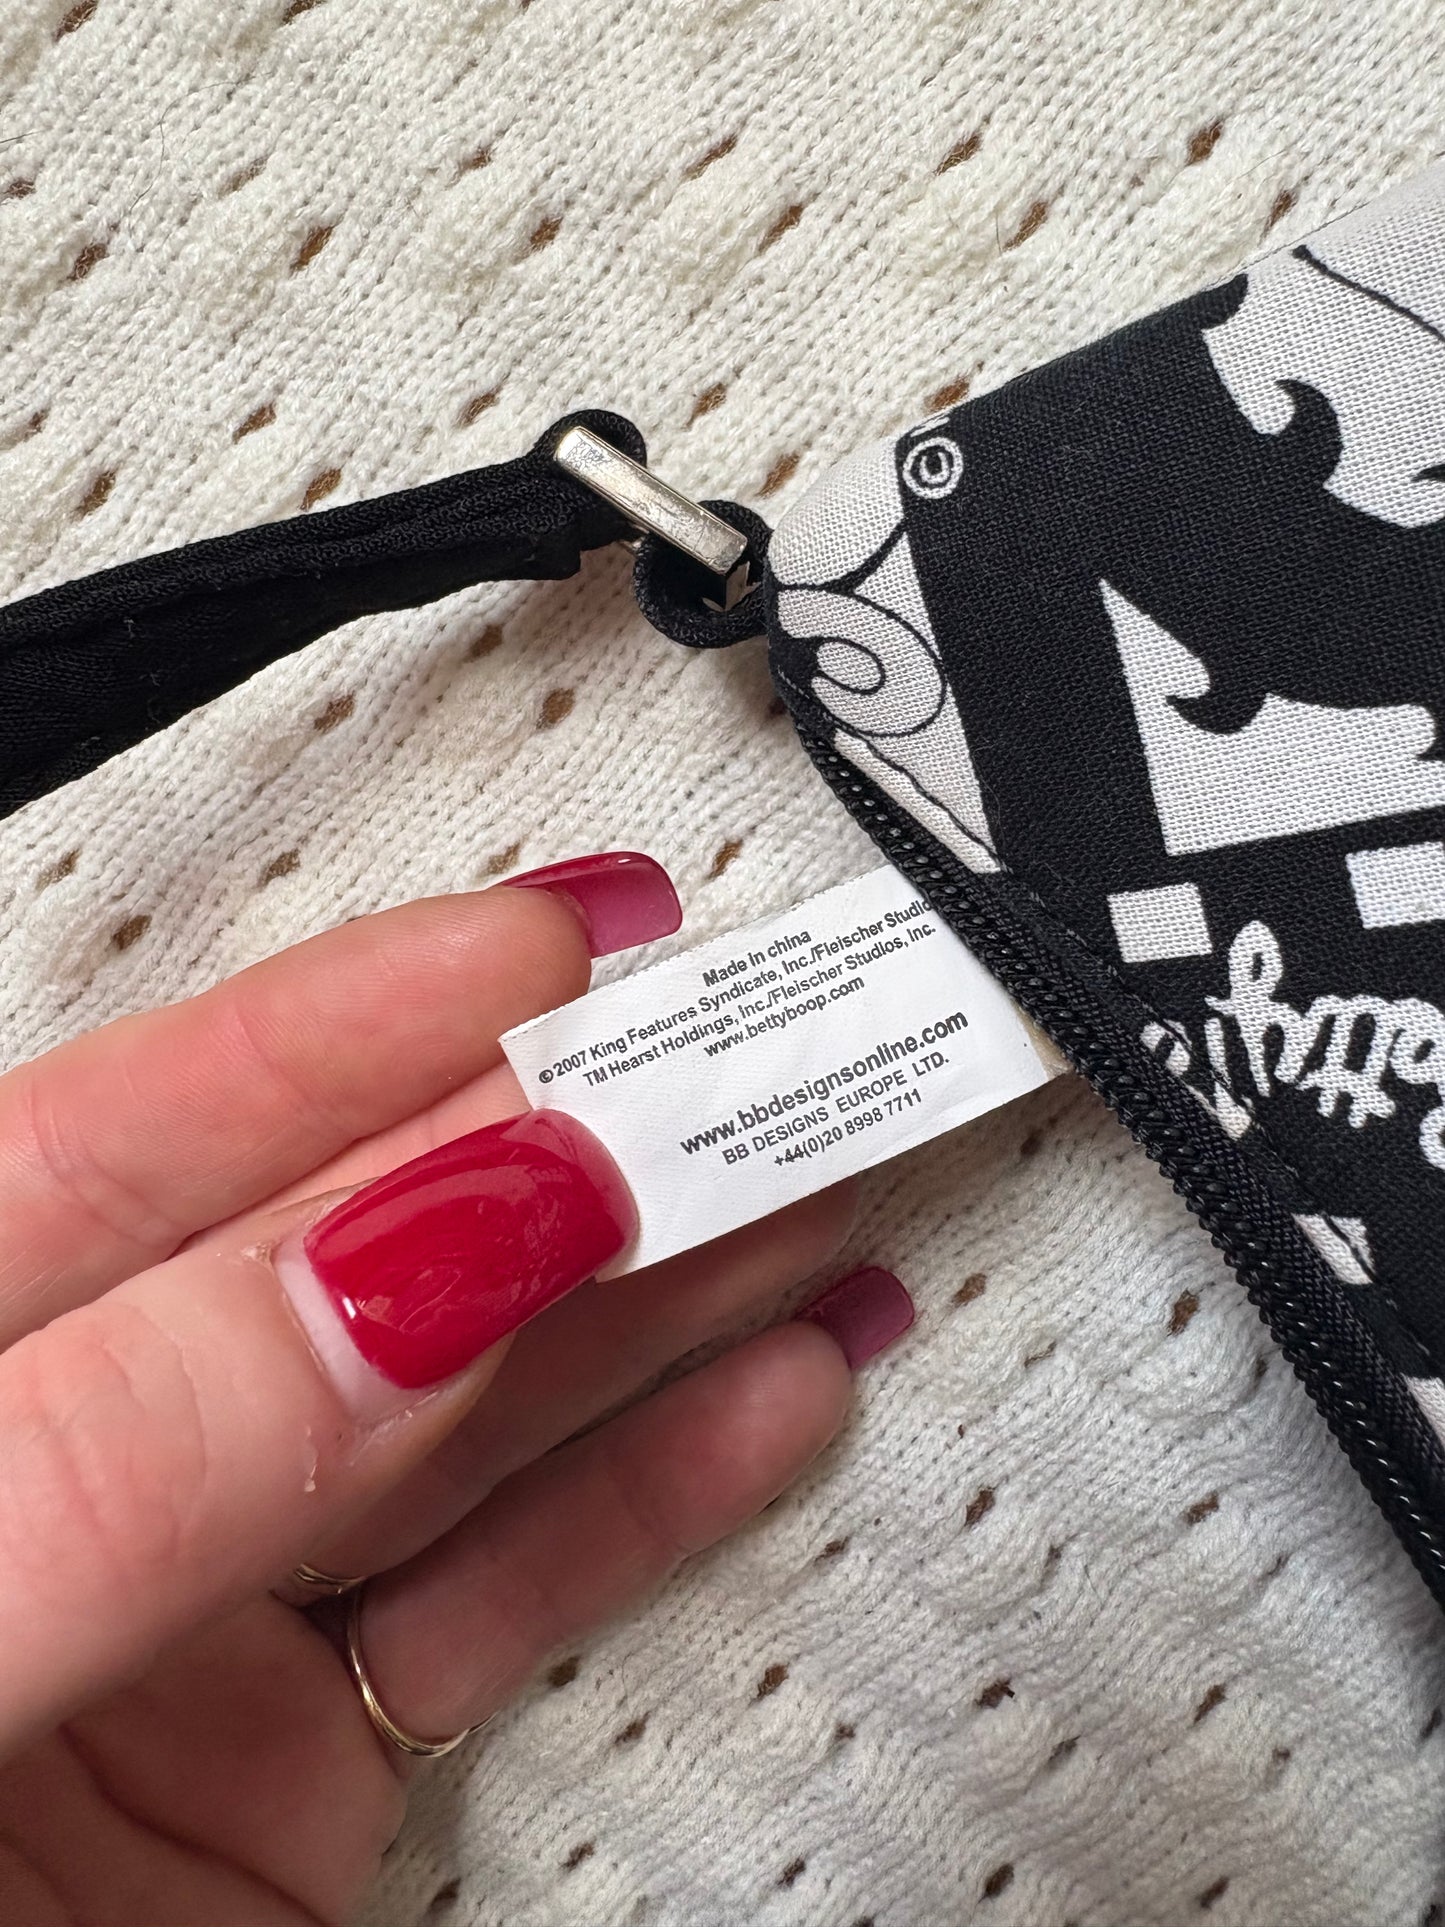 Made in china
©2007 King Features Syndicate, Inc./Fleischer Studio
TM Hearst Holdings, Inc./Fleischer Studios, Inc.
www.bettyboop.com
www.bbdesignsonline.com
BB DESIGNS EUROPE LTD.
+44(0)20 8998 7711